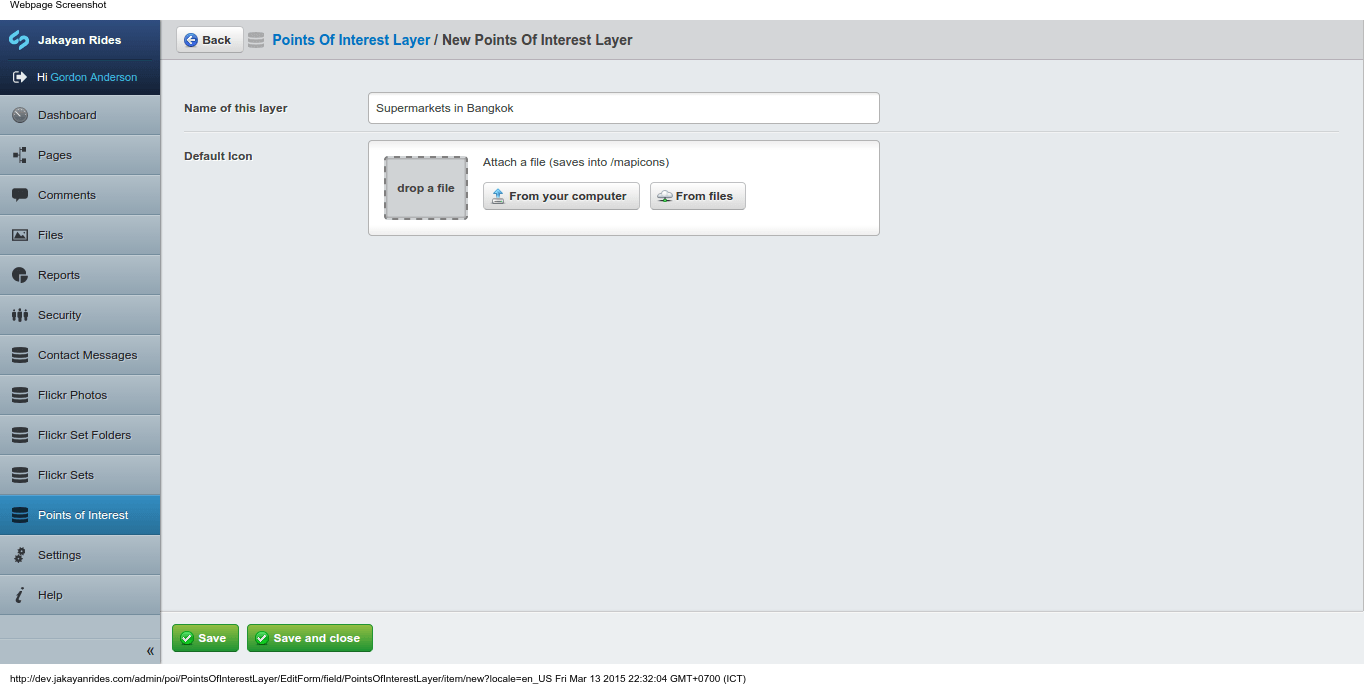 Webpage Screenshot
Jakayan Rides
Hi Gordon Anderson
Dashboard
Pages
Comments
Files
Reports
Security
Contact Messages
Flickr Photos
Flickr Set Folders
Flickr Sets
Points of Interest
Settings
Help
«
Back
Points Of Interest Layer / New Points Of Interest Layer
Name of this layer
Supermarkets in Bangkok
Default Icon
drop a file
Attach a file (saves into /mapicons)
From your computer
From files
Save
Save and close
http://dev.jakayanrides.com/admin/poi/PointsOfInterestLayer/EditForm/field/PointsOfInterestLayer/item/new?locale=en_US Fri Mar 13 2015 22:32:04 GMT+0700 (ICT)